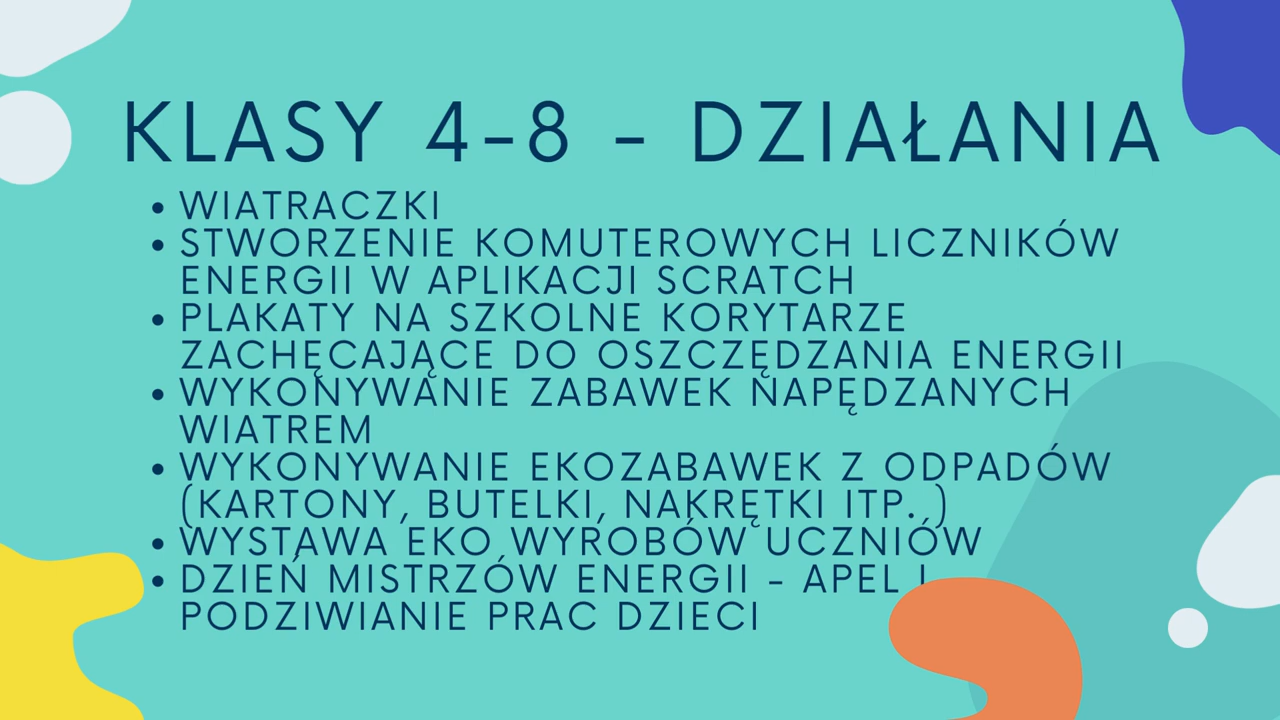 KLASY 4-8 - DZIAŁANIA
• WIATRACZKI
• STWORZENIE KOMUTEROWYCH LICZNIKÓW
ENERGII W APLIKACJI SCRATCH
• PLAKATY NA SZKOLNE KORYTARZE
ZACHĘCAJĄCE DO OSZCZĘDZANIA ENERGII
• WYKONYWANIE ZABAWEK NAPĘDZANYCH
WIATREM
• WYKONYWANIE EKOZABAWEK Z ODPADÓW
(KARTONY, BUTELKI, NAKRĘTKI ITP. )
• WYSTAWA EKO WYROBÓW UCZNIÓW
• DZIEŃ MISTRZÓW ENERGII - APEL I
PODZIWIANIE PRAC DZIECI